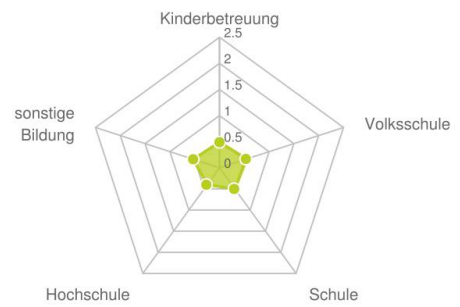 Kinderbetreuung
2.5
2
1.5
1
0.5
0
sonstige
Bildung
Volksschule
Hochschule
Schule